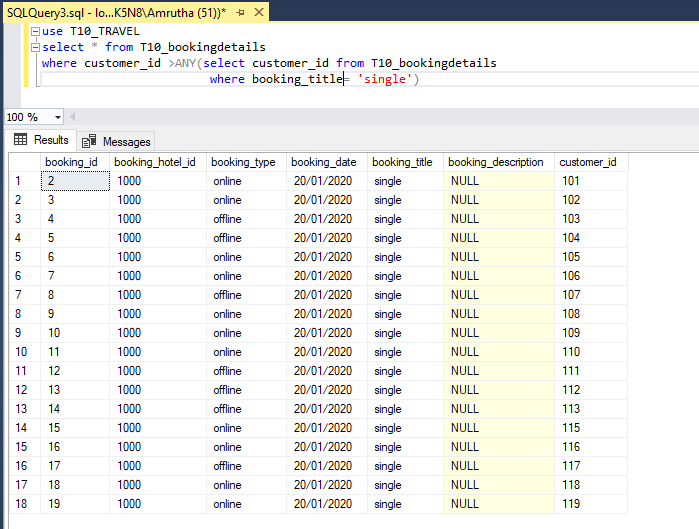 SQLQuery3.sql - lo...K5N8\Amrutha (51))*
use T10_TRAVEL
select * from T10_bookingdetails
where customer_id >ANY(select customer_id from T10_bookingdetails
where booking_title= 'single')
100 %
Results Messages
booking_id booking_hotel_id booking_type booking_date booking_title booking_description customer_id
1 2 1000 online 20/01/2020 single NULL 101
2 3 1000 online 20/01/2020 single NULL 102
3 4 1000 offline 20/01/2020 single NULL 103
4 5 1000 offline 20/01/2020 single NULL 104
5 6 1000 online 20/01/2020 single NULL 105
6 7 1000 online 20/01/2020 single NULL 106
7 8 1000 offline 20/01/2020 single NULL 107
8 9 1000 online 20/01/2020 single NULL 108
9 10 1000 online 20/01/2020 single NULL 109
10 11 1000 online 20/01/2020 single NULL 110
11 12 1000 offline 20/01/2020 single NULL 111
12 13 1000 offline 20/01/2020 single NULL 112
13 14 1000 offline 20/01/2020 single NULL 113
14 15 1000 online 20/01/2020 single NULL 115
15 16 1000 online 20/01/2020 single NULL 116
16 17 1000 offline 20/01/2020 single NULL 117
17 18 1000 online 20/01/2020 single NULL 118
18 19 1000 online 20/01/2020 single NULL 119